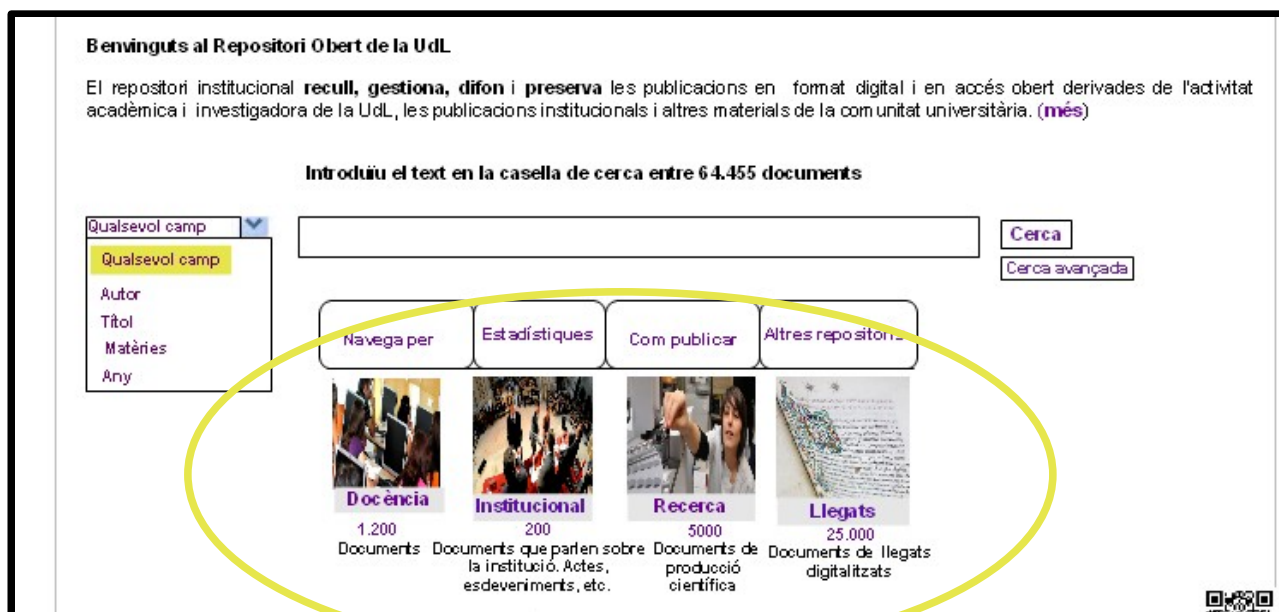 Benvinguts al Repositori Obert de la UdL
El repositori institucional recull, gestiona, difon i preserva les publicacions en format digital i en accés obert derivades de l'activitat
acadèmica i investigadora de la UdL, les publicacions institucionals i altres materials de la comunitat universitària. (més)
Introduïu el text en la casella de cerca entre 64.455 documents
Qualsevol camp
Cerca
Qualsevol camp
Cerca avançada
Autor
Títol
Matèries
Any
Navega per
Estadístiques
Com publicar
Altres repositoris
Docència
Institucional
Recerca
Llegats
1.200
200
5000
25.000
Documents
Documents que parlen sobre
la institució. Actes,
esdeveniments, etc.
Documents de
producció
científica
Documents de llegats
digitalitzats